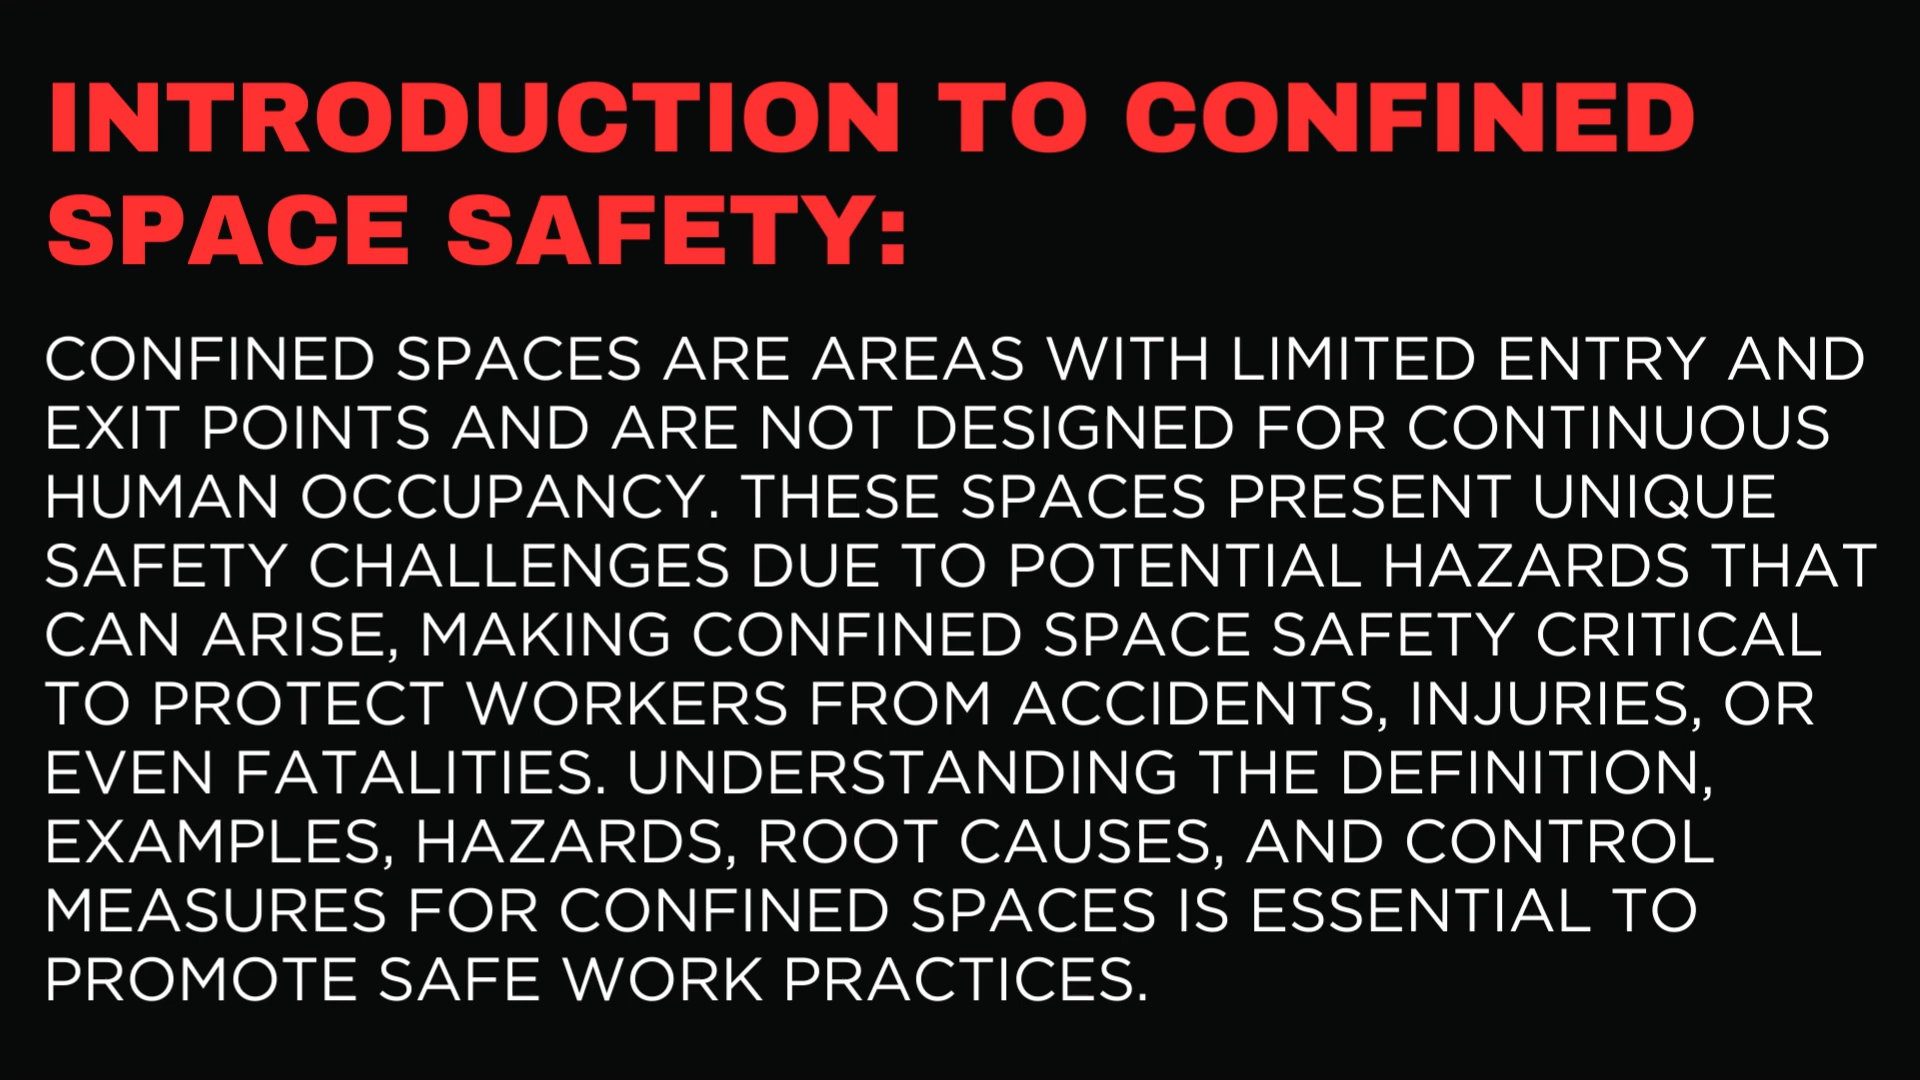 INTRODUCTION TO CONFINED
SPACE SAFETY:
CONFINED SPACES ARE AREAS WITH LIMITED ENTRY AND
EXIT POINTS AND ARE NOT DESIGNED FOR CONTINUOUS
HUMAN OCCUPANCY. THESE SPACES PRESENT UNIQUE
SAFETY CHALLENGES DUE TO POTENTIAL HAZARDS THAT
CAN ARISE, MAKING CONFINED SPACE SAFETY CRITICAL
TO PROTECT WORKERS FROM ACCIDENTS, INJURIES, OR
EVEN FATALITIES. UNDERSTANDING THE DEFINITION,
EXAMPLES, HAZARDS, ROOT CAUSES, AND CONTROL
MEASURES FOR CONFINED SPACES IS ESSENTIAL TO
PROMOTE SAFE WORK PRACTICES.